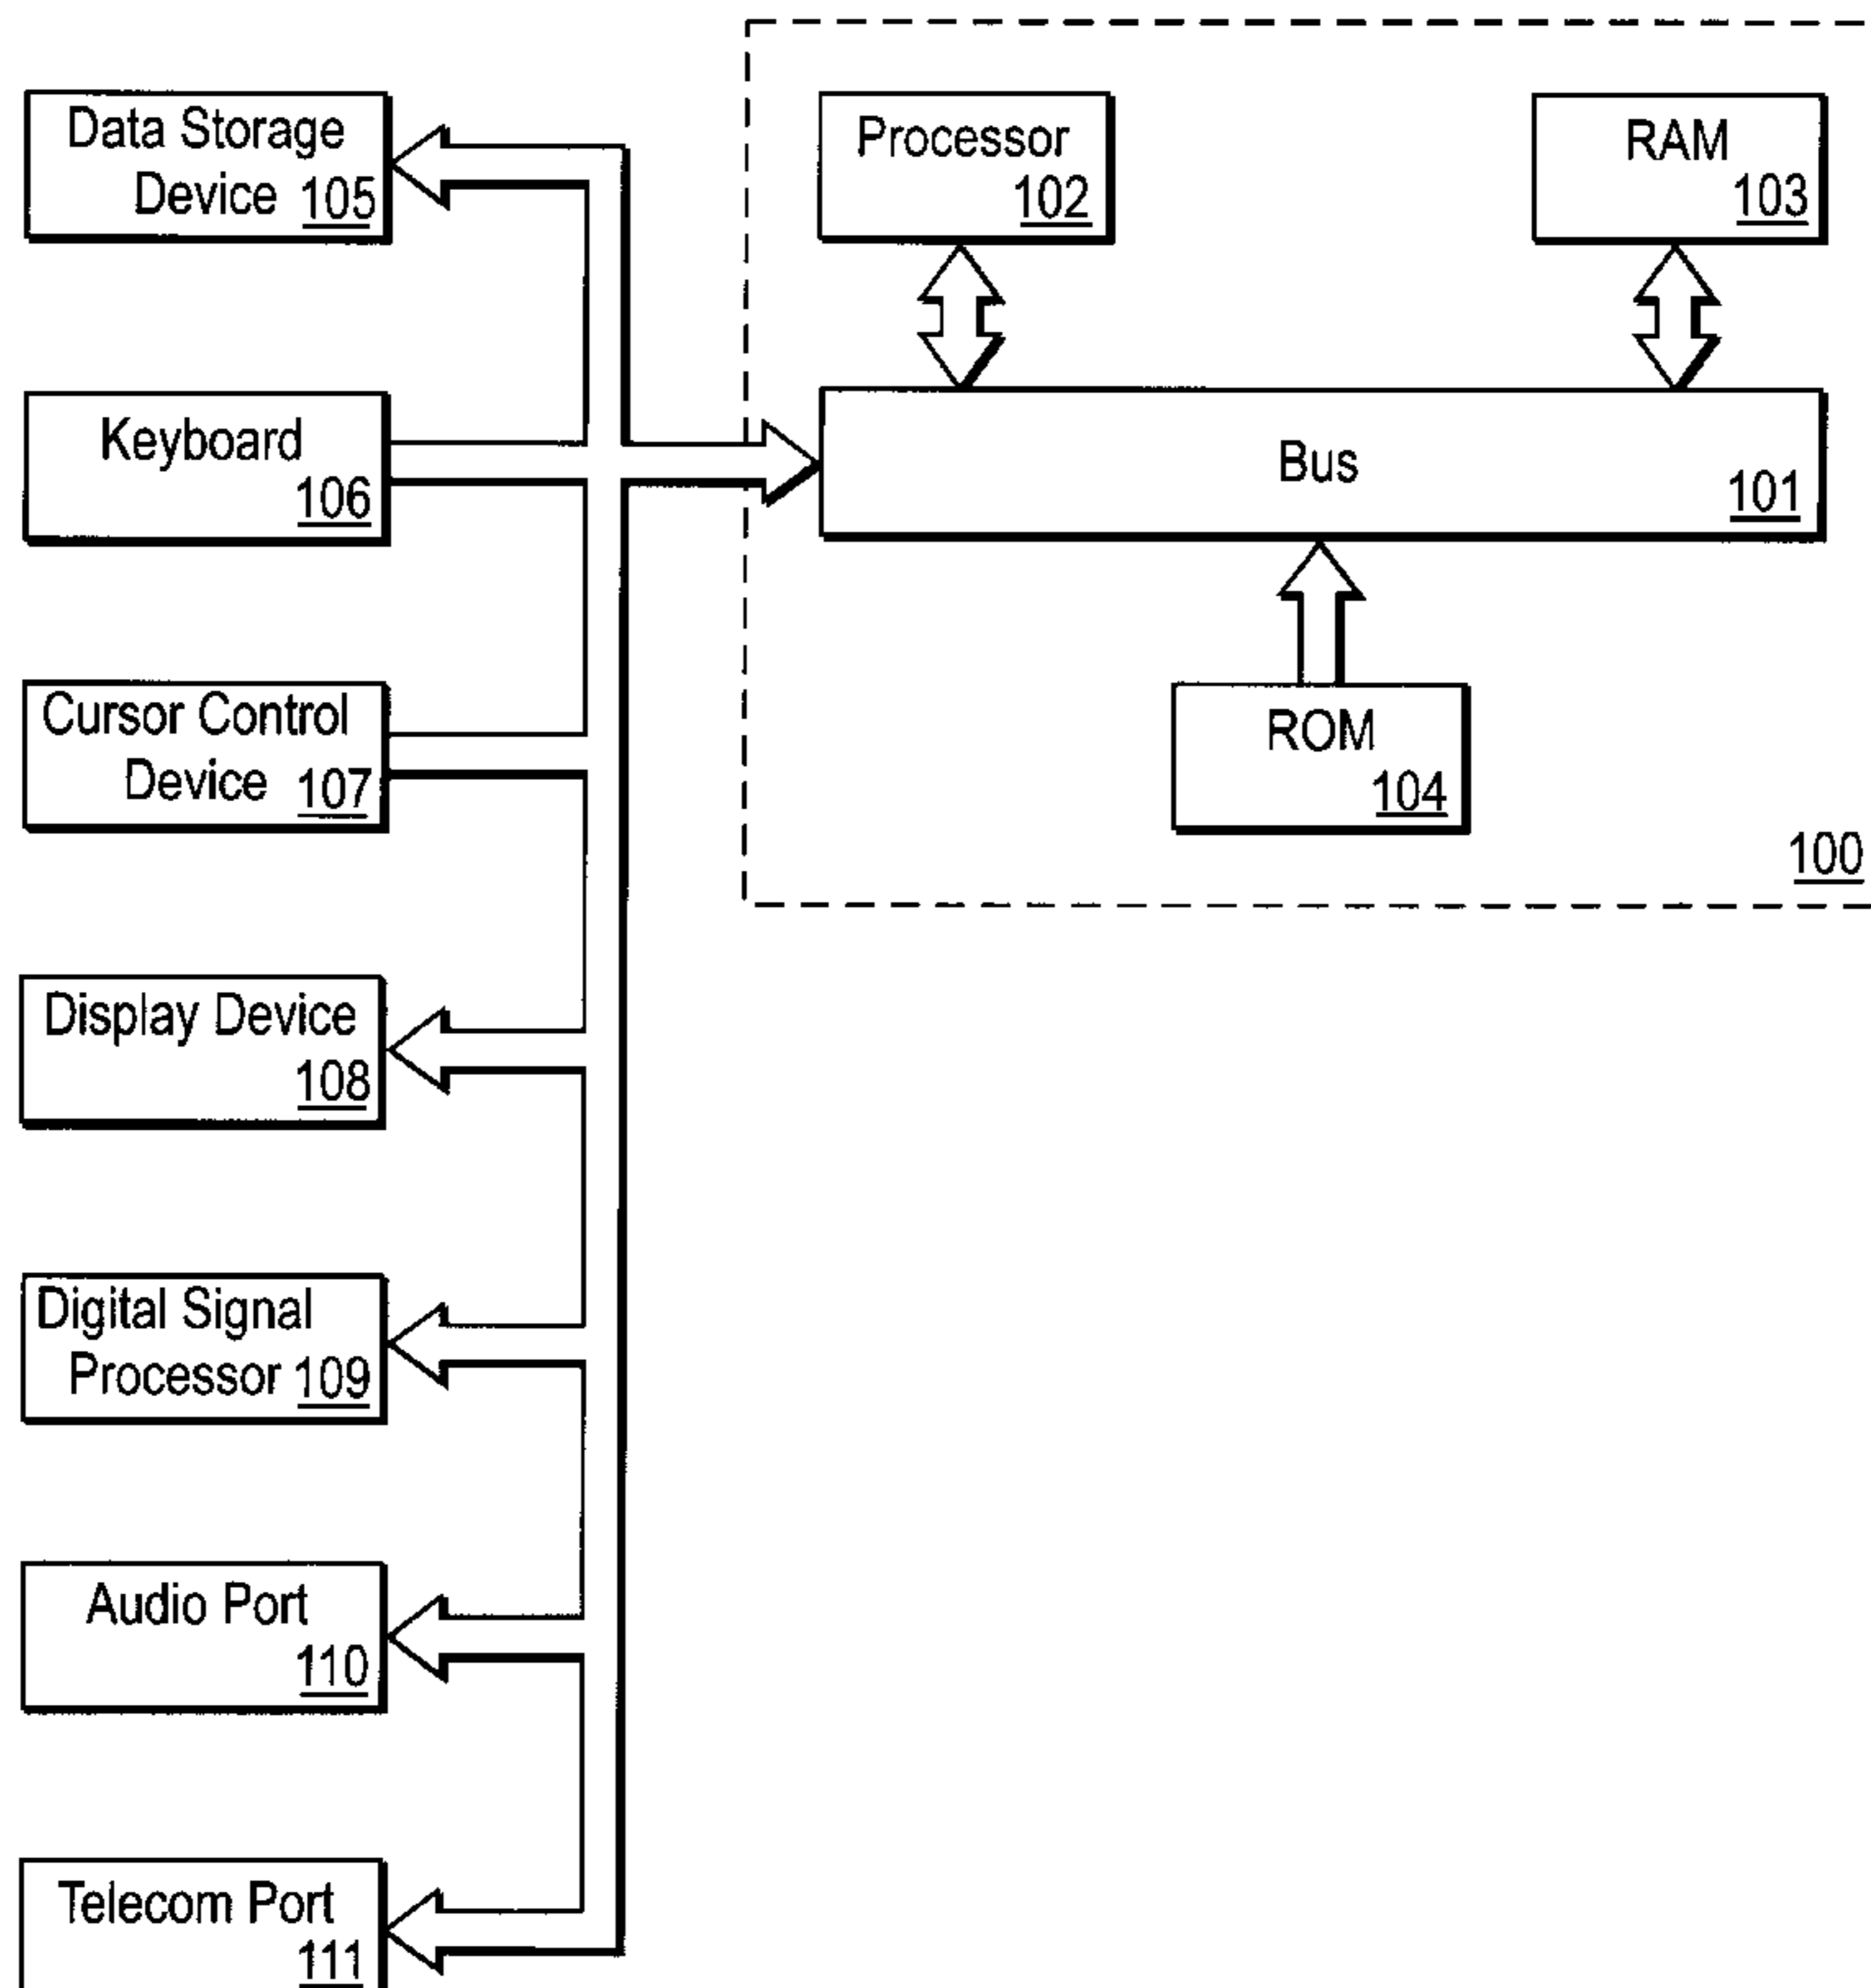 Data Storage
Device 105
Processor
102
RAM
103
Keyboard
106
Bus
101
Cursor Control
Device 107
ROM
104
100
Display Device
108
Digital Signal
Processor 109
Audio Port
110
Telecom Port
111